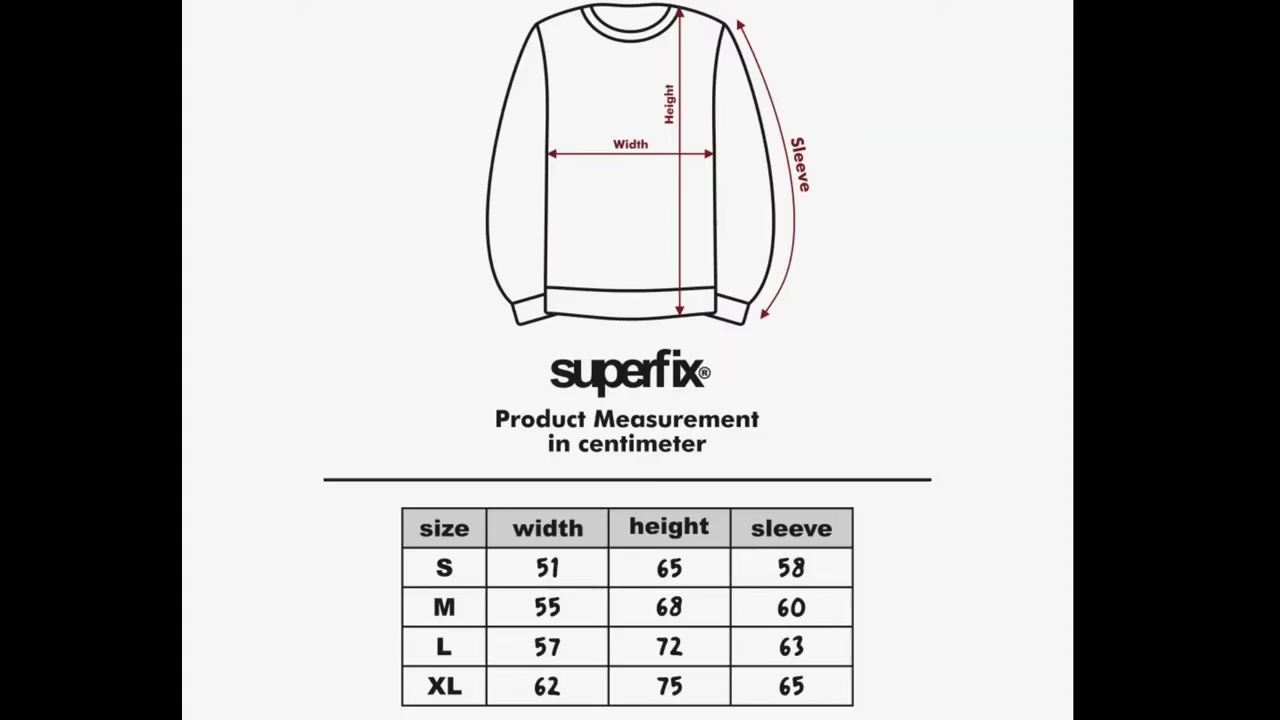 Height
Width
Sleeve
superfix®
Product Measurement
in centimeter
size width height sleeve
S 51 65 58
M 55 68 60
L 57 72 63
XL 62 75 65